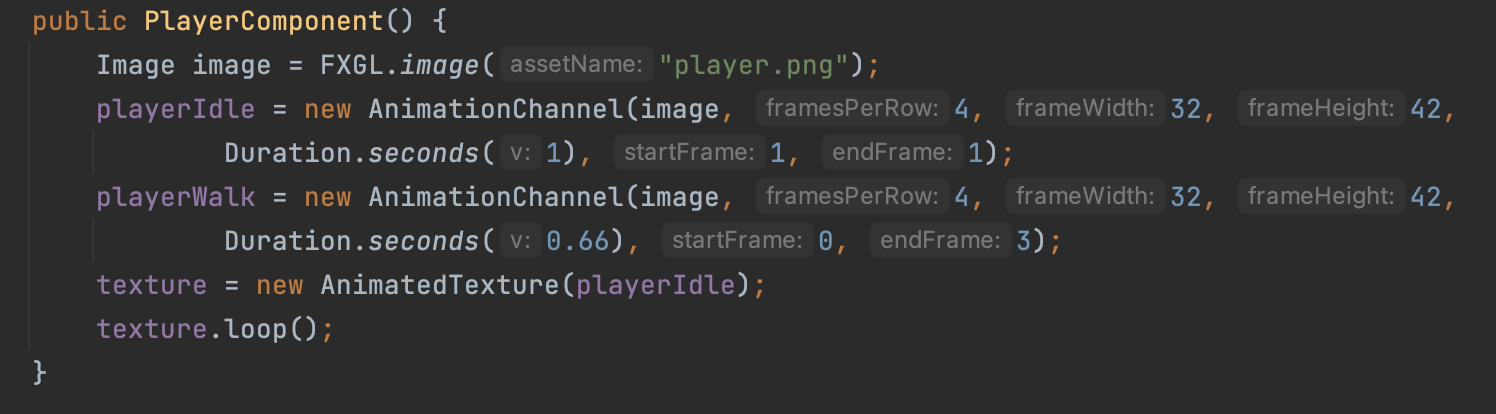 public PlayerComponent() {
Image image = FXGL.image( assetName: "player.png");
playerIdle = new AnimationChannel(image, framesPerRow: 4, frameWidth: 32, frameHeight: 42,
Duration.seconds( v: 1), startFrame: 1, endFrame: 1);
playerWalk = new AnimationChannel(image, framesPerRow: 4, frameWidth: 32, frameHeight: 42,
Duration.seconds( v: 0.66), startFrame: 0, endFrame: 3);
texture = new AnimatedTexture(playerIdle);
texture.loop();
}